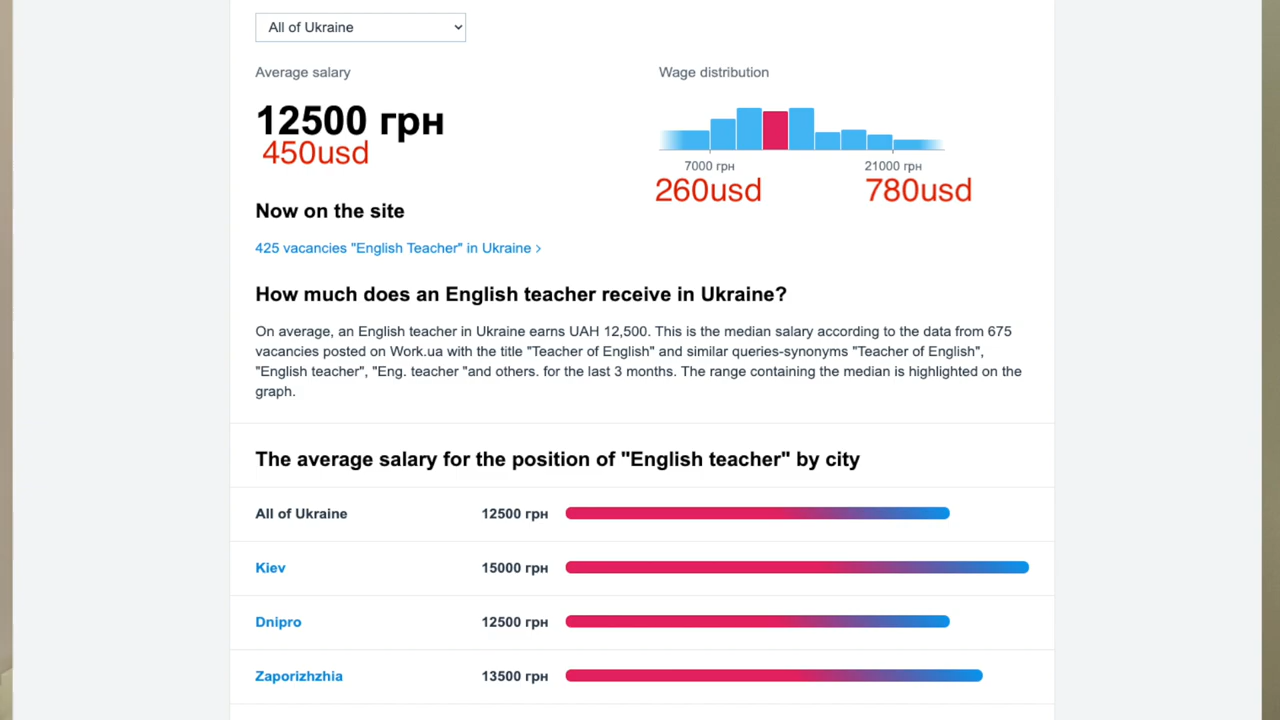 All of Ukraine
Average salary
12500 грн
450usd
Wage distribution
7000 грн
21000 грн
260usd
780usd
Now on the site
425 vacancies "English Teacher" in Ukraine >
How much does an English teacher receive in Ukraine?
On average, an English teacher in Ukraine earns UAH 12,500. This is the median salary according to the data from 675
vacancies posted on Work.ua with the title "Teacher of English" and similar queries-synonyms "Teacher of English",
"English teacher", "Eng. teacher "and others. for the last 3 months. The range containing the median is highlighted on the
graph.
The average salary for the position of "English teacher" by city
All of Ukraine 12500 грн
Kiev 15000 грн
Dnipro 12500 грн
Zaporizhzhia 13500 грн